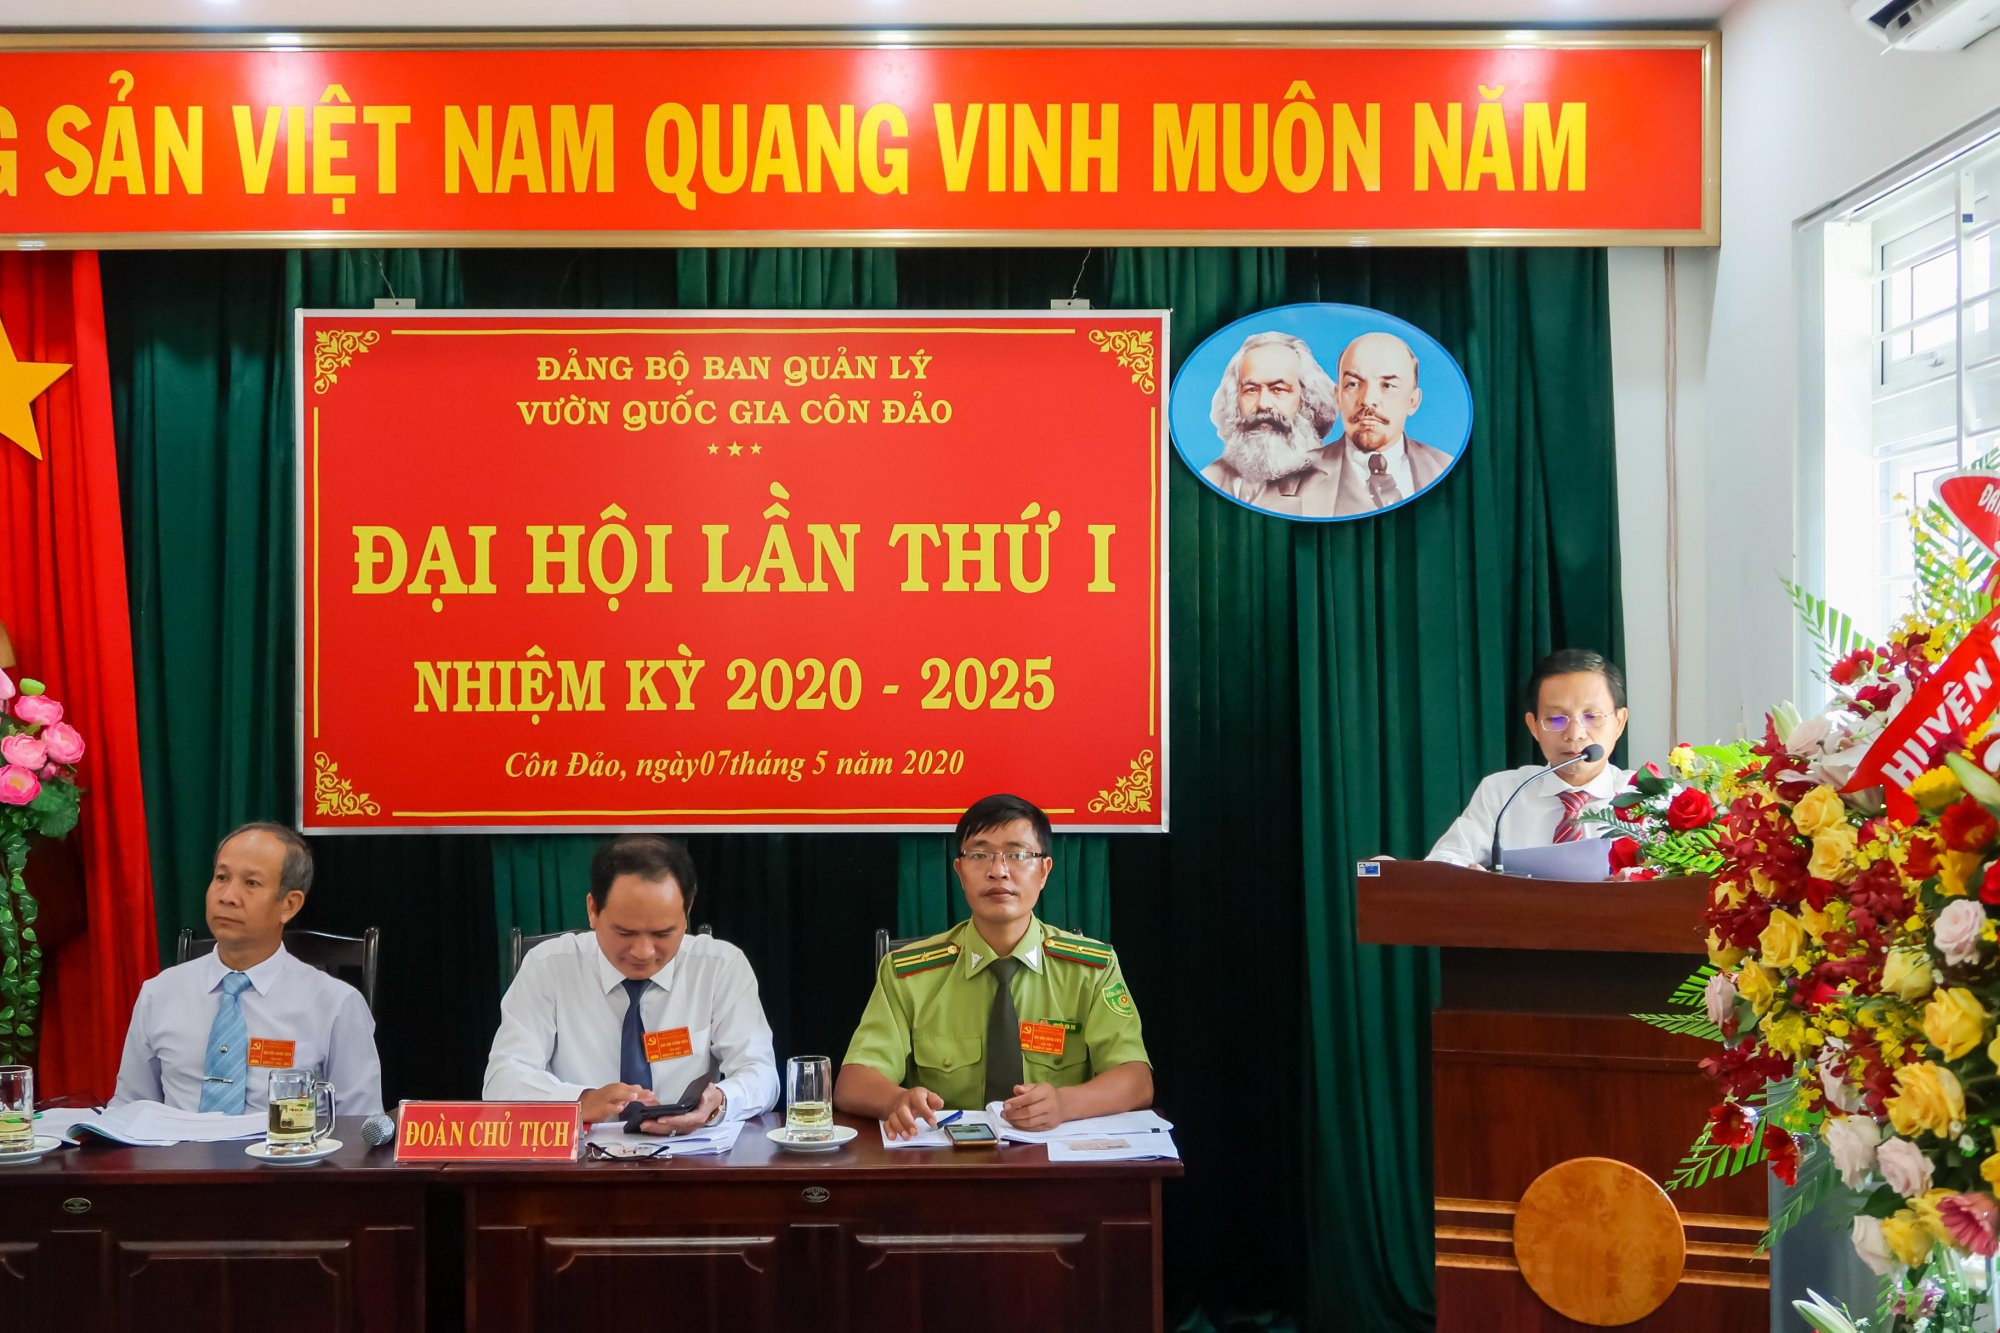 G SẢN VIỆT NAM QUANG VINH MUÔN NĂM
ĐẢNG BỘ BAN QUẢN LÝ
VƯỜN QUỐC GIA CÔN ĐẢO
ĐẠI HỘI LẦN THỨ I
NHIỆM KỲ 2020 - 2025
Côn Đảo, ngày07tháng 5 năm 2020
HUYỆN
ĐOÀN CHỦ TỊCH